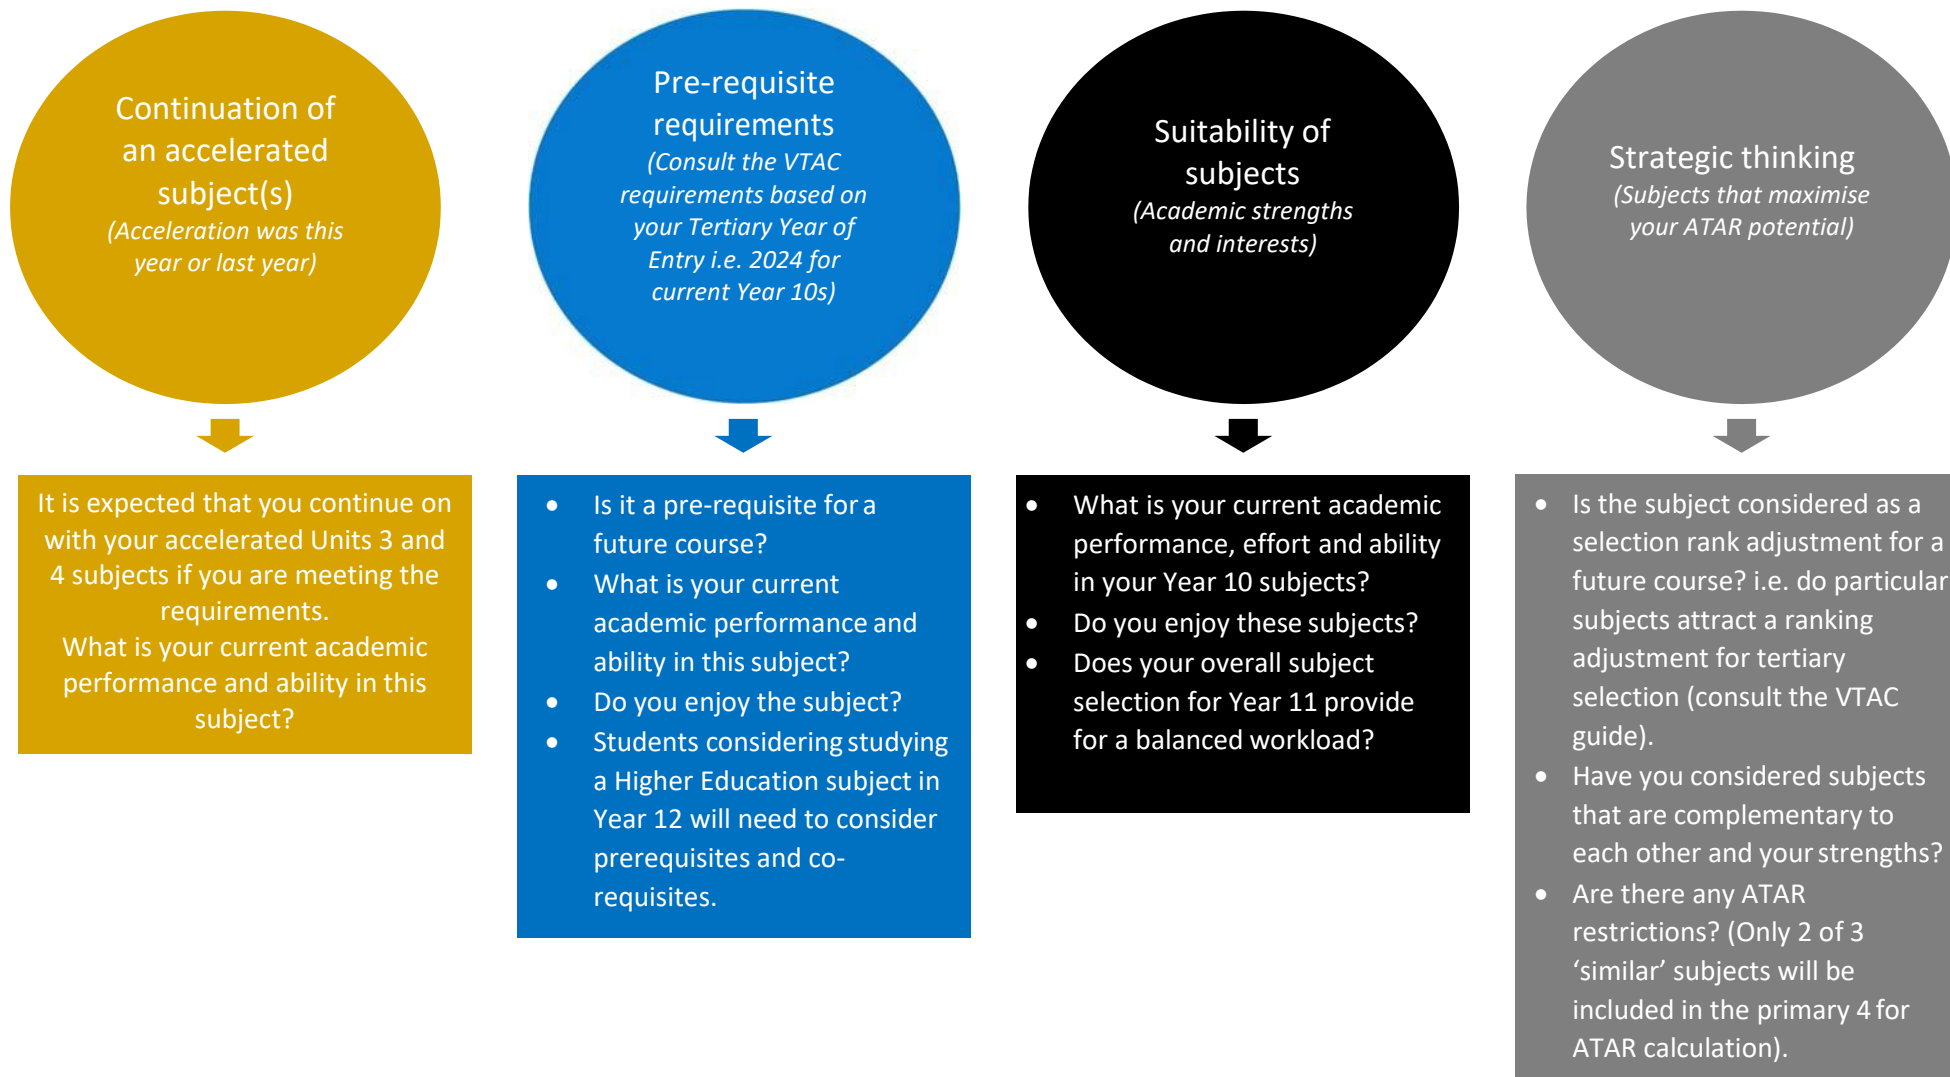 Continuation of
an accelerated
subject(s)
(Acceleration was this
year or last year)
It is expected that you continue on
with your accelerated Units 3 and
4 subjects if you are meeting the
requirements.
What is your current academic
performance and ability in this
subject?
Pre-requisite
requirements
(Consult the VTAC
requirements based on
your Tertiary Year of
Entry i.e. 2024 for
current Year 10s)
• Is it a pre-requisite for a
future course?
• What is your current
academic performance and
ability in this subject?
• Do you enjoy the subject?
• Students considering studying
a Higher Education subject in
Year 12 will need to consider
prerequisites and co-
requisites.
Suitability of
subjects
(Academic strengths
and interests)
• What is your current academic
performance, effort and ability
in your Year 10 subjects?
• Do you enjoy these subjects?
• Does your overall subject
selection for Year 11 provide
for a balanced workload?
Strategic thinking
(Subjects that maximise
your ATAR potential)
• Is the subject considered as a
selection rank adjustment for a
future course? i.e. do particular
subjects attract a ranking
adjustment for tertiary
selection (consult the VTAC
guide).
• Have you considered subjects
that are complementary to
each other and your strengths?
• Are there any ATAR
restrictions? (Only 2 of 3
‘similar’ subjects will be
included in the primary 4 for
ATAR calculation).